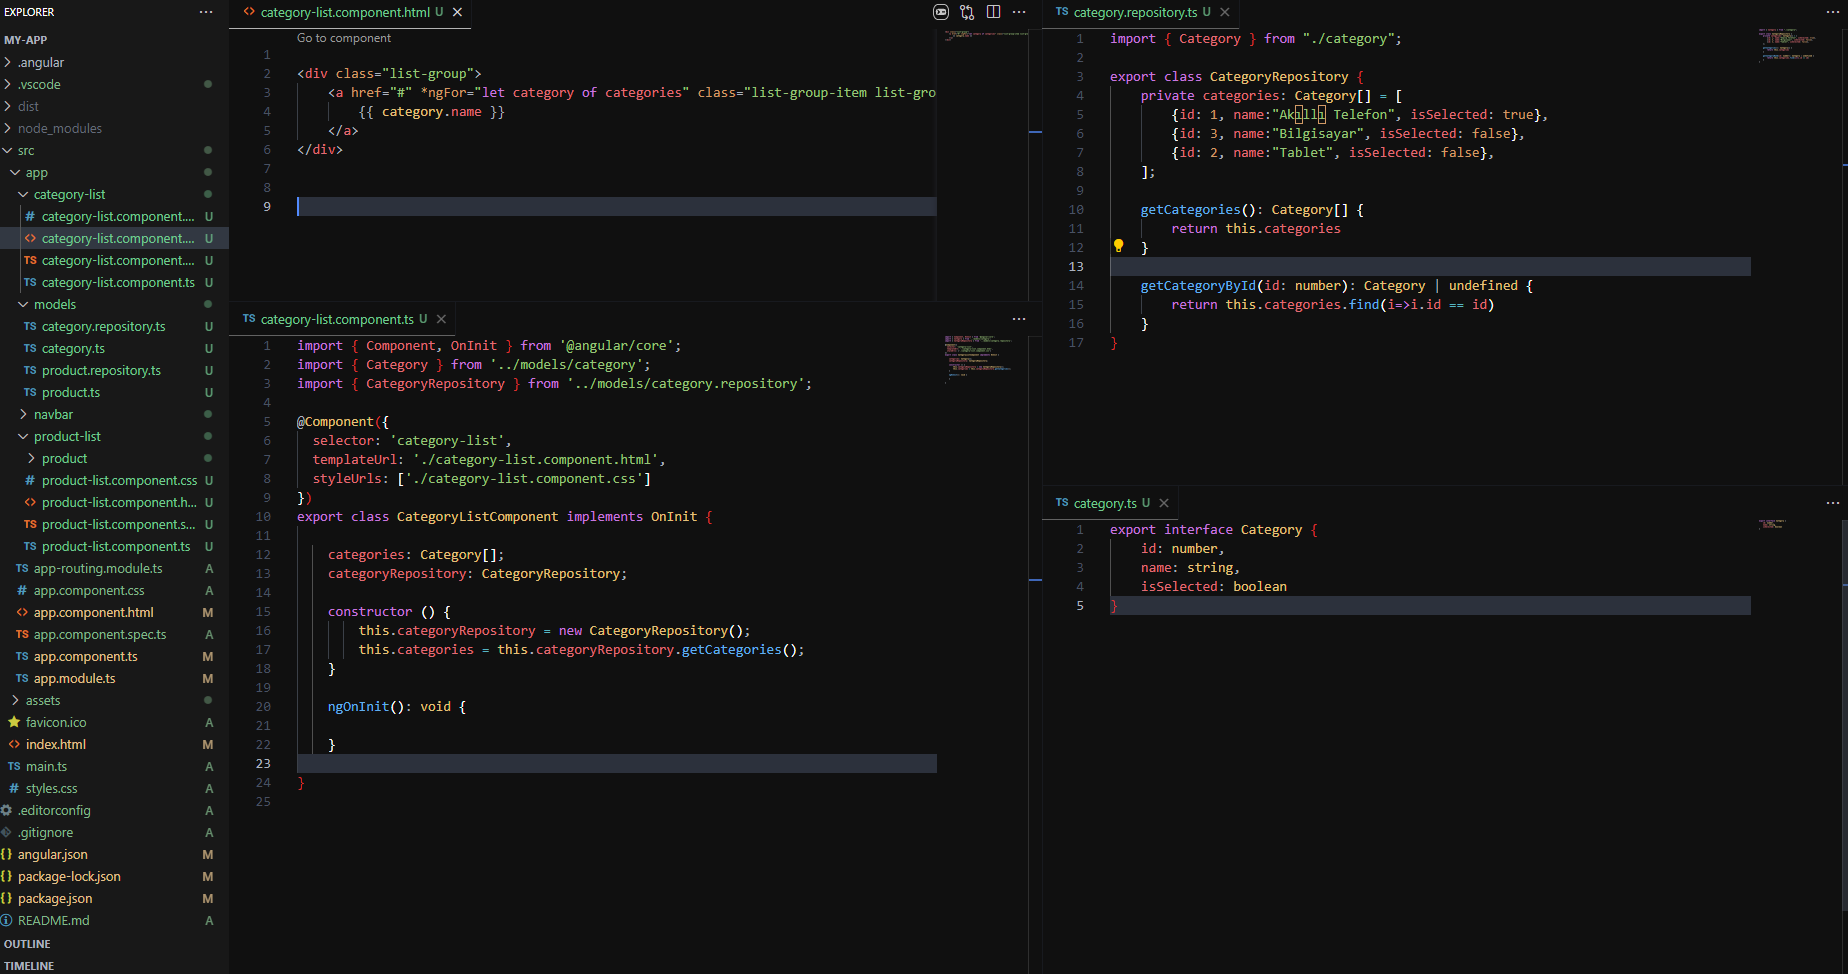 EXPLORER
MY-APP
.angular
.vscode
dist
node_modules
src
app
category-list
# category-list.component.... U
<> category-list.component.... U
TS category-list.component.... U
TS category-list.component.ts U
models
TS category.repository.ts U
TS category.ts U
TS product.repository.ts U
TS product.ts U
navbar
product-list
product
# product-list.component.css U
<> product-list.component.h... U
TS product-list.component.s... U
TS product-list.component.ts U
TS app-routing.module.ts A
# app.component.css A
<> app.component.html M
TS app.component.spec.ts A
TS app.component.ts M
TS app.module.ts M
assets
favicon.ico A
<> index.html M
TS main.ts A
# styles.css A
.editorconfig A
.gitignore A
{} angular.json M
{} package-lock.json M
{} package.json M
README.md A
OUTLINE
TIMELINE
<> category-list.component.html U
Go to component
1
2 <div class="list-group">
3 <a href="#" *ngFor="let category of categories" class="list-group-item list-gro
4 {{ category.name }}
5 </a>
6 </div>
7
8
9
TS category-list.component.ts U
1 import { Component, OnInit } from '@angular/core';
2 import { Category } from '../models/category';
3 import { CategoryRepository } from '../models/category.repository';
4
5 @Component({
6 selector: 'category-list',
7 templateUrl: './category-list.component.html',
8 styleUrls: ['./category-list.component.css']
9 })
10 export class CategoryListComponent implements OnInit {
11
12 categories: Category[];
13 categoryRepository: CategoryRepository;
14
15 constructor () {
16 this.categoryRepository = new CategoryRepository();
17 this.categories = this.categoryRepository.getCategories();
18 }
19
20 ngOnInit(): void {
21
22 }
23
24 }
25
TS category.repository.ts U
1 import { Category } from "./category";
2
3 export class CategoryRepository {
4 private categories: Category[] = [
5 {id: 1, name:"Akıllı Telefon", isSelected: true},
6 {id: 3, name:"Bilgisayar", isSelected: false},
7 {id: 2, name:"Tablet", isSelected: false},
8 ];
9
10 getCategories(): Category[] {
11 return this.categories
12 }
13
14 getCategoryById(id: number): Category | undefined {
15 return this.categories.find(i=>i.id == id)
16 }
17 }
TS category.ts U
1 export interface Category {
2 id: number,
3 name: string,
4 isSelected: boolean
5 }